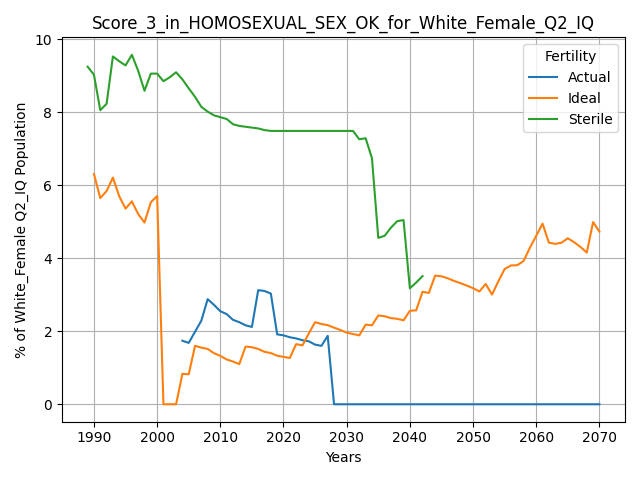 Score_3_in_HOMOSEXUAL_SEX_OK_for_White_Female_Q2_IQ
% of White_Female Q2_IQ Population
10
8
6
4
2
0
Fertility
Actual
Ideal
Sterile
1990 2000 2010 2020 2030 2040 2050 2060 2070
Years